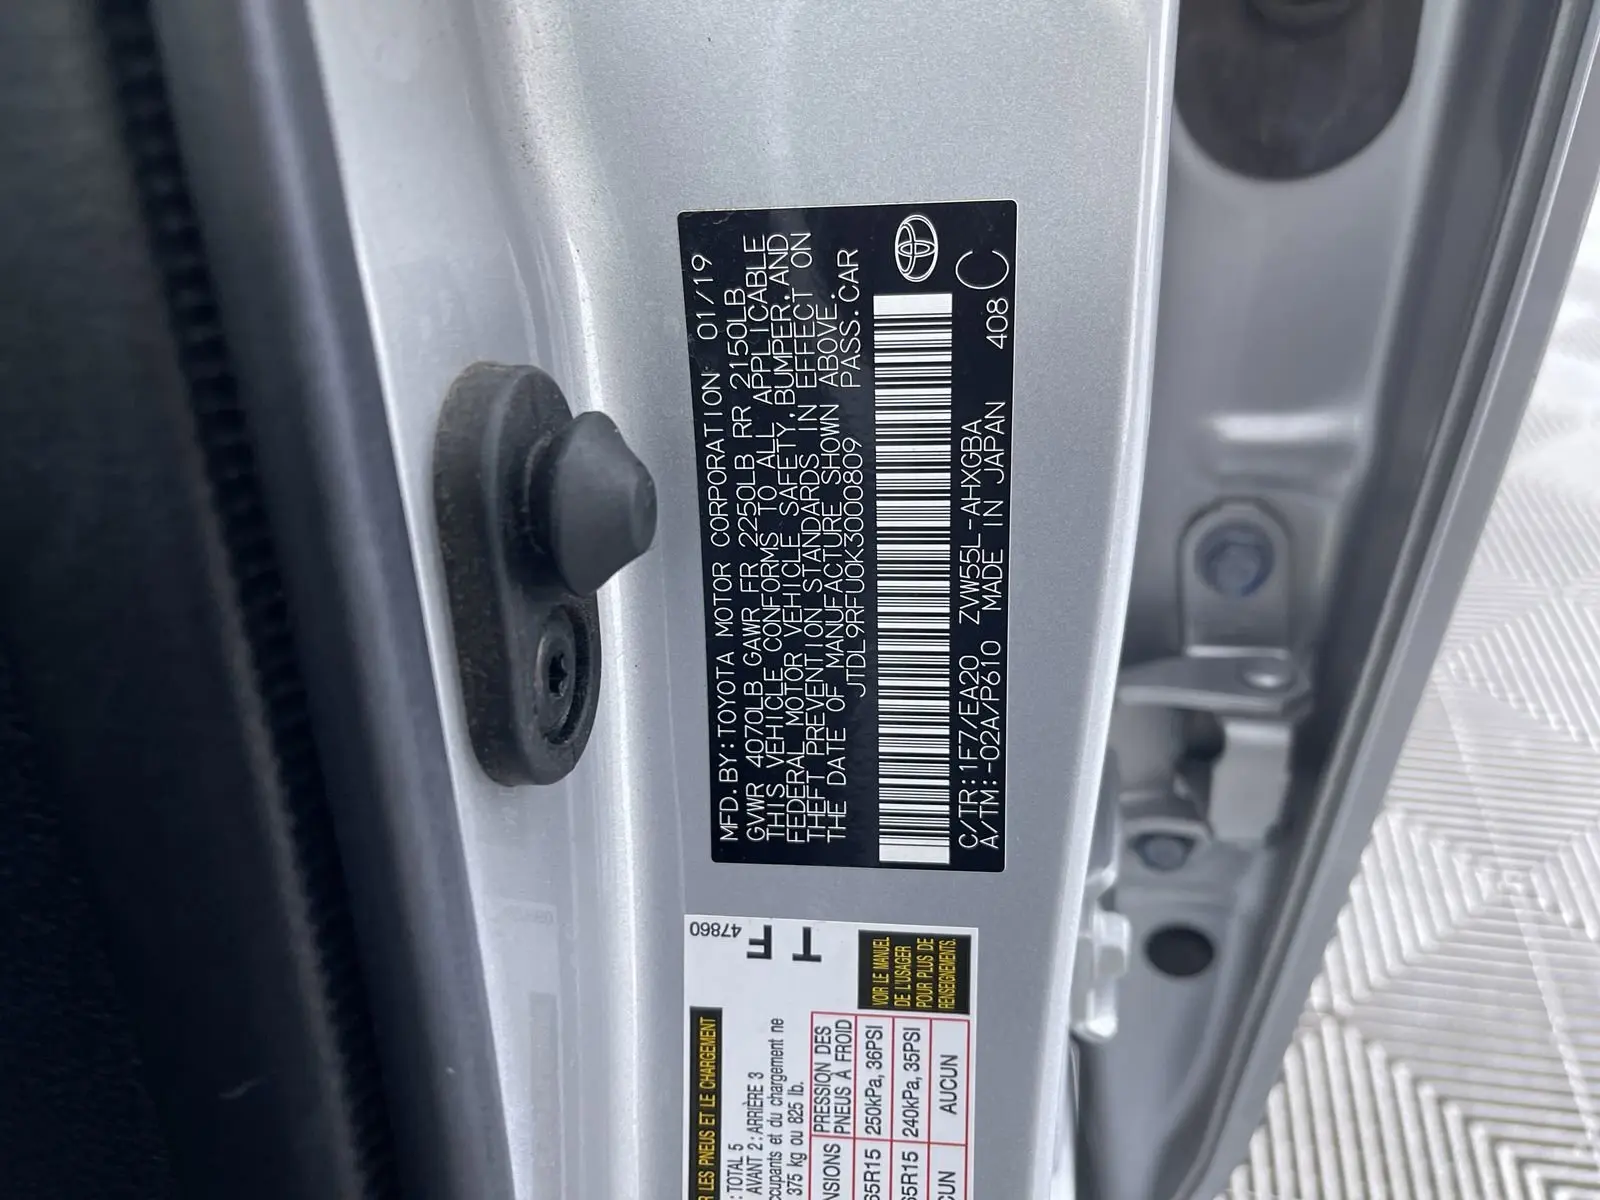 MFD.BY:TOYOTA MOTOR CORPORATION 01/19
GVWR 4070LB GAWR FR 2250LB RR 2150LB
THIS VEHICLE CONFORMS TO ALL APPLICABLE
FEDERAL MOTOR VEHICLE SAFETY,BUMPER,AND
THEFT PREVENTION STANDARDS IN EFFECT ON
THE DATE OF MANUFACTURE SHOWN ABOVE.
JTDL9RFU0K3000809 PASS.CAR
C/TR:1F7/EA20 ZVW55L-AHXGBA
A/TM:-02A/P610 MADE IN JAPAN 408 C
47860
LES PNEUS ET LE CHARGEMENT
: TOTAL 5
AVANT 2 : ARRIÈRE 3
et du chargement ne
375 kg ou 825 lb.
PRESSION DES
PNEUS À FROID
65R15 250kPa, 36PSI
65R15 240kPa, 35PSI
AUCUN
VOIR LE MANUEL
DE L'USAGER
POUR PLUS DE
RENSEIGNEMENTS.